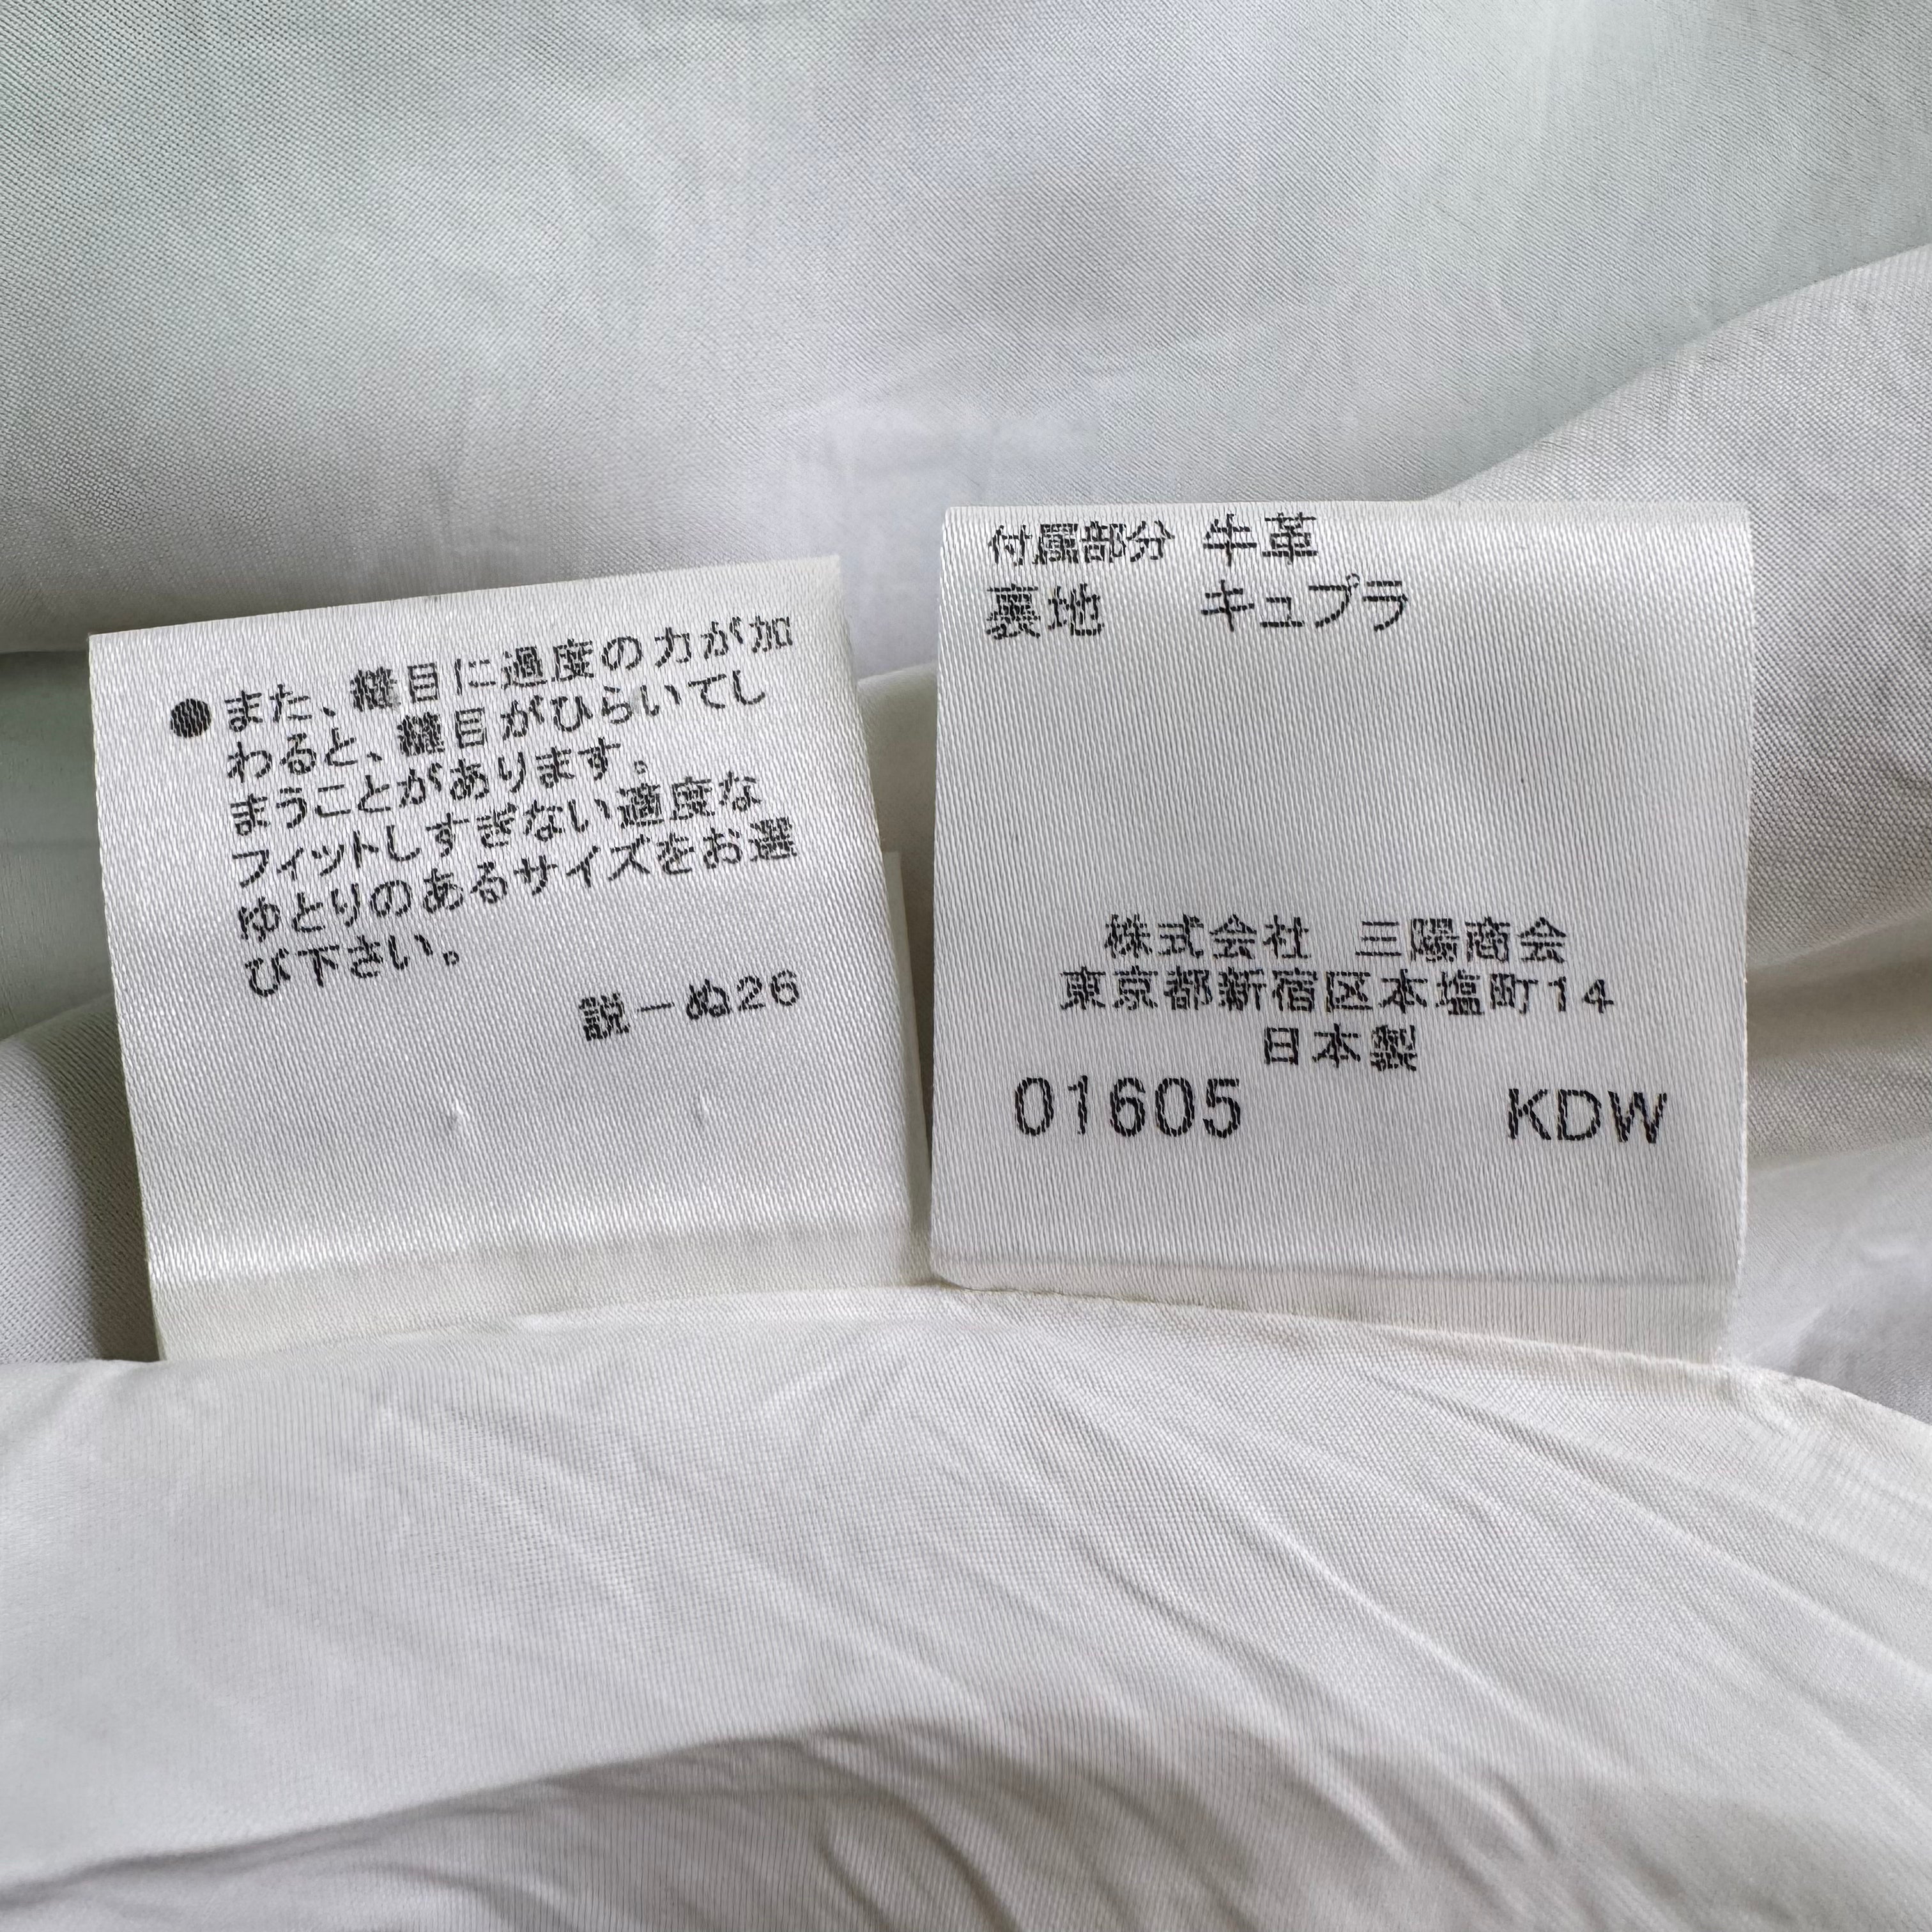 ●また、縫目に過度の力が加
わると、縫目がひらいてし
まうことがあります。
フィットしすぎない適度な
ゆとりのあるサイズをお選
び下さい。
説－ぬ26
付属部分 牛革
裏地 キュプラ
株式会社 三陽商会
東京都新宿区本塩町14
日本製
01605 KDW